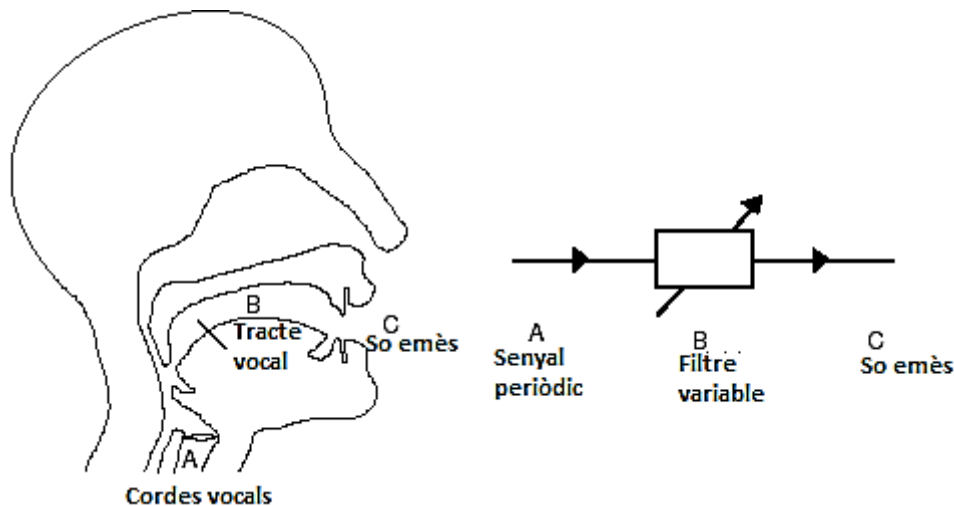 B
Tracte
vocal
C
So emès
A
Cordes vocals
A
Senyal
periòdic
B
Filtre
variable
C
So emès